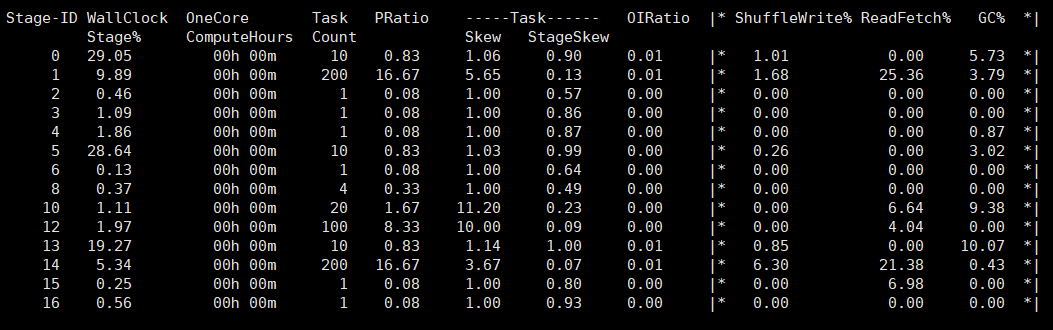 Stage-ID WallClock OneCore Task PRatio -----Task------ OIRatio |* ShuffleWrite% ReadFetch% GC% *|
Stage% ComputeHours Count Skew StageSkew
0 29.05 00h 00m 10 0.83 1.06 0.90 0.01 |* 1.01 0.00 5.73 *|
1 9.89 00h 00m 200 16.67 5.65 0.13 0.01 |* 1.68 25.36 3.79 *|
2 0.46 00h 00m 1 0.08 1.00 0.57 0.00 |* 0.00 0.00 0.00 *|
3 1.09 00h 00m 1 0.08 1.00 0.86 0.00 |* 0.00 0.00 0.00 *|
4 1.86 00h 00m 1 0.08 1.00 0.87 0.00 |* 0.00 0.00 0.87 *|
5 28.64 00h 00m 10 0.83 1.03 0.99 0.00 |* 0.26 0.00 3.02 *|
6 0.13 00h 00m 1 0.08 1.00 0.64 0.00 |* 0.00 0.00 0.00 *|
8 0.37 00h 00m 4 0.33 1.00 0.49 0.00 |* 0.00 0.00 0.00 *|
10 1.11 00h 00m 20 1.67 11.20 0.23 0.00 |* 0.00 6.64 9.38 *|
12 1.97 00h 00m 100 8.33 10.00 0.09 0.00 |* 0.00 4.04 0.00 *|
13 19.27 00h 00m 10 0.83 1.14 1.00 0.01 |* 0.85 0.00 10.07 *|
14 5.34 00h 00m 200 16.67 3.67 0.07 0.01 |* 6.30 21.38 0.43 *|
15 0.25 00h 00m 1 0.08 1.00 0.80 0.00 |* 0.00 6.98 0.00 *|
16 0.56 00h 00m 1 0.08 1.00 0.93 0.00 |* 0.00 0.00 0.00 *|